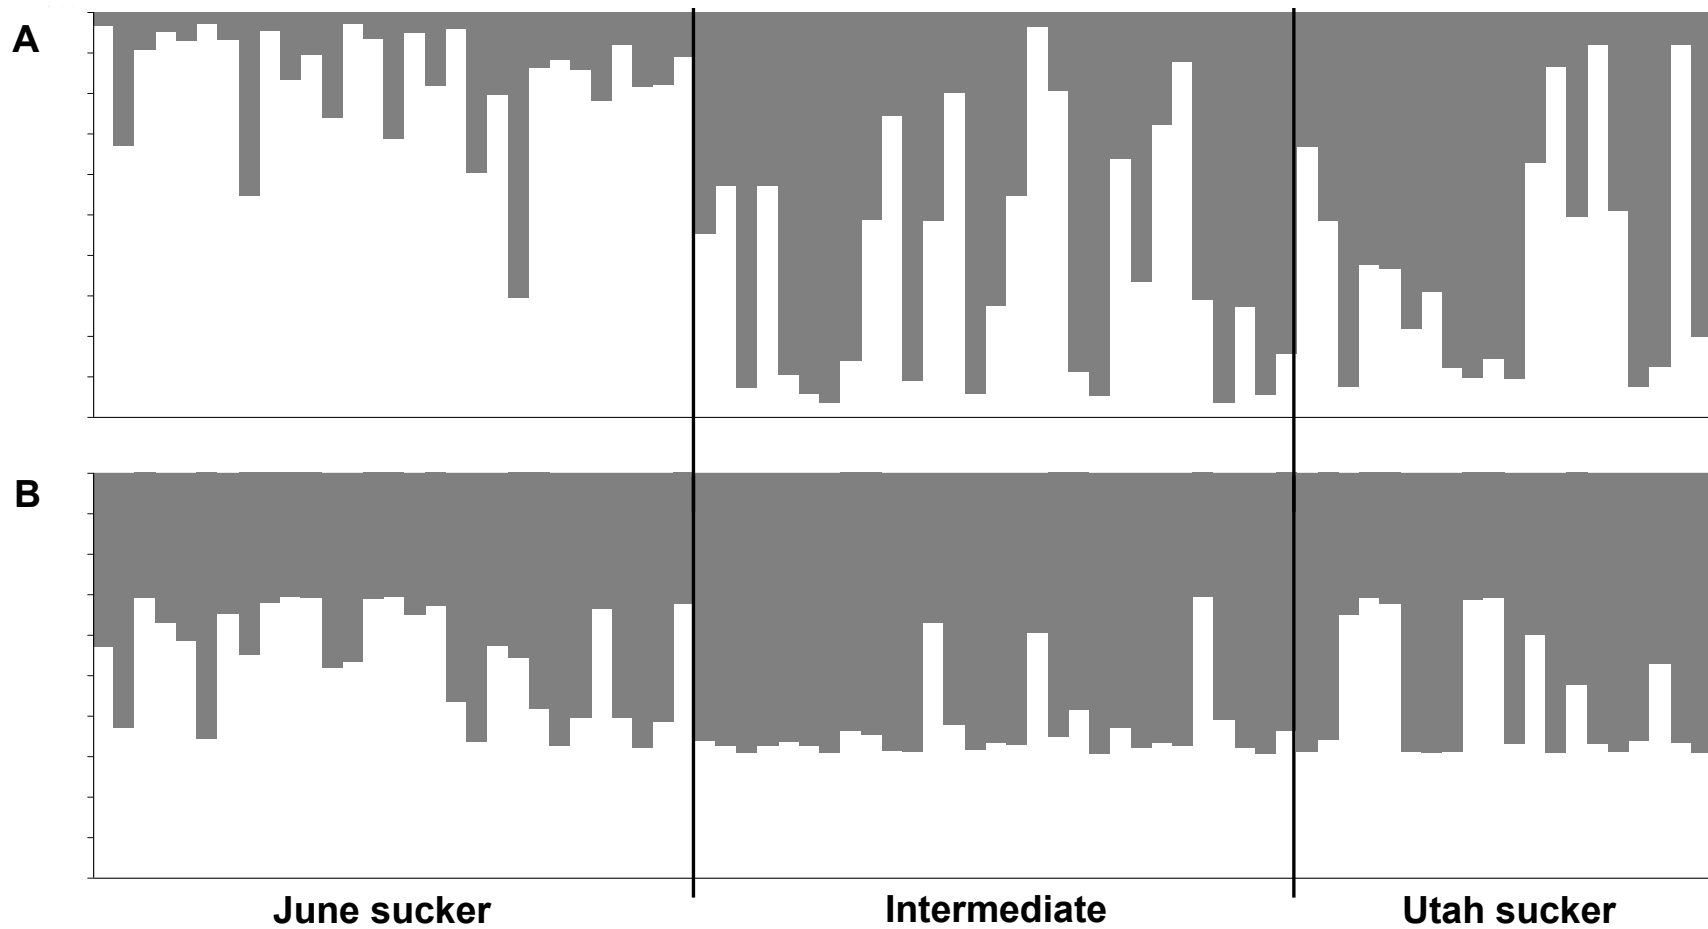 A
B
June sucker
Intermediate
Utah sucker